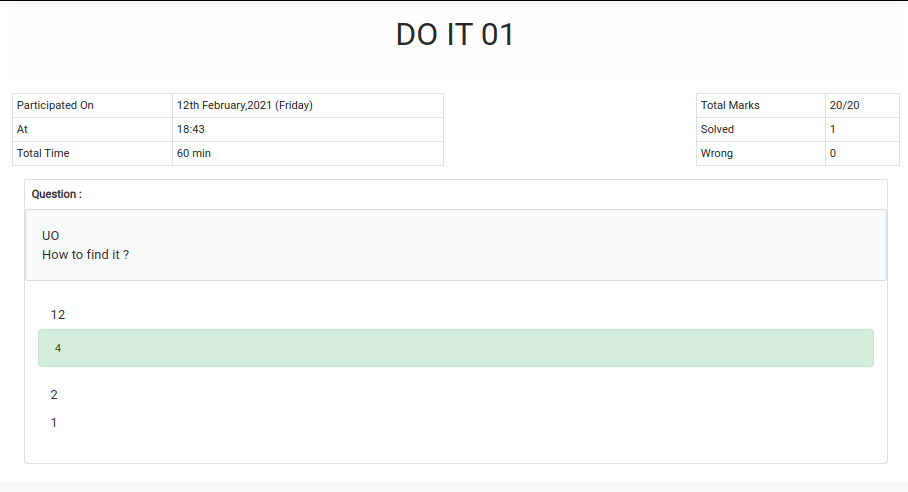 DO IT 01
Participated On 12th February,2021 (Friday)
At 18:43
Total Time 60 min
Total Marks 20/20
Solved 1
Wrong 0
Question :
UO
How to find it ?
12
4
2
1